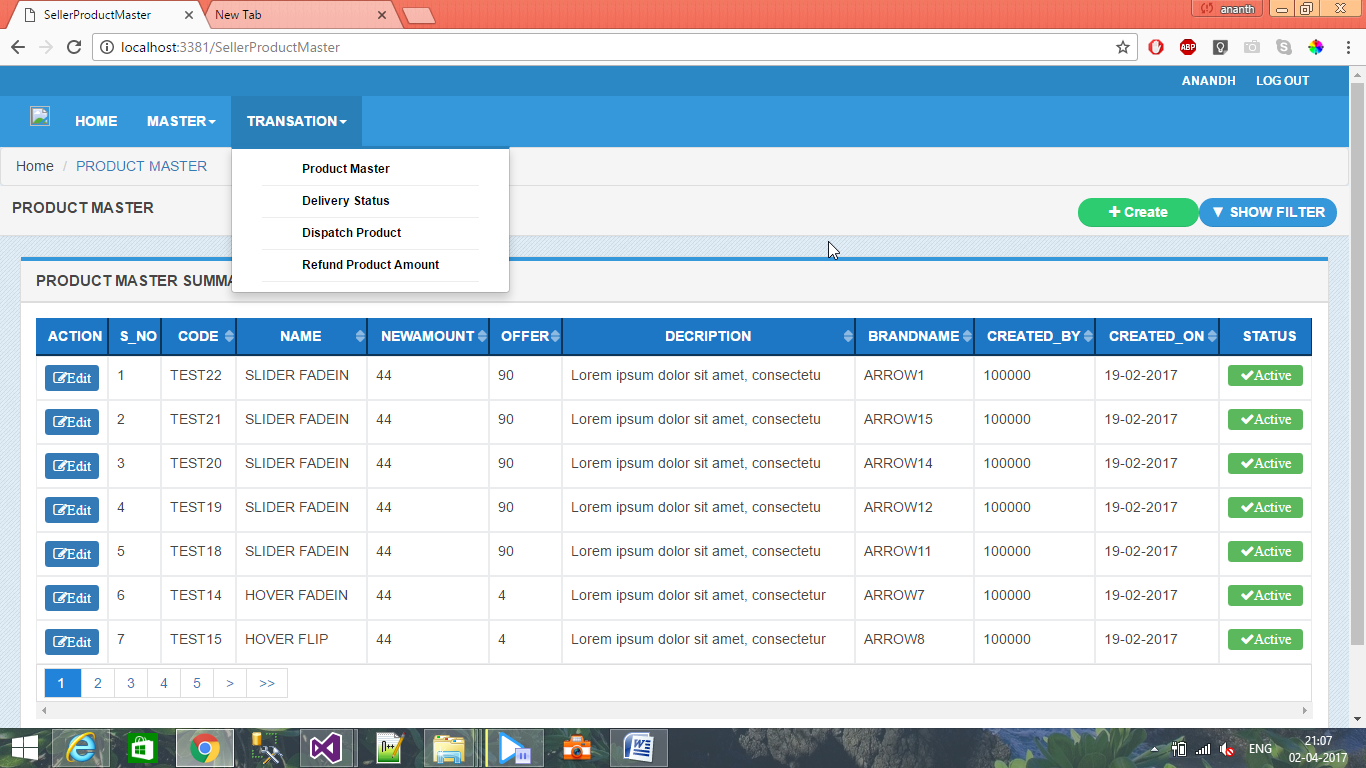 SellerProductMaster
New Tab
ananth
localhost:3381/SellerProductMaster
ABP
ANANDH LOG OUT
HOME MASTER TRANSATION
Home / PRODUCT MASTER
Product Master
Delivery Status
Dispatch Product
Refund Product Amount
PRODUCT MASTER
Create
SHOW FILTER
PRODUCT MASTER SUMMA
ACTION S_NO CODE NAME NEWAMOUNT OFFER DECRIPTION BRANDNAME CREATED_BY CREATED_ON STATUS
Edit 1 TEST22 SLIDER FADEIN 44 90 Lorem ipsum dolor sit amet, consectetu ARROW1 100000 19-02-2017 Active
Edit 2 TEST21 SLIDER FADEIN 44 90 Lorem ipsum dolor sit amet, consectetu ARROW15 100000 19-02-2017 Active
Edit 3 TEST20 SLIDER FADEIN 44 90 Lorem ipsum dolor sit amet, consectetu ARROW14 100000 19-02-2017 Active
Edit 4 TEST19 SLIDER FADEIN 44 90 Lorem ipsum dolor sit amet, consectetu ARROW12 100000 19-02-2017 Active
Edit 5 TEST18 SLIDER FADEIN 44 90 Lorem ipsum dolor sit amet, consectetu ARROW11 100000 19-02-2017 Active
Edit 6 TEST14 HOVER FADEIN 44 4 Lorem ipsum dolor sit amet, consectetur ARROW7 100000 19-02-2017 Active
Edit 7 TEST15 HOVER FLIP 44 4 Lorem ipsum dolor sit amet, consectetur ARROW8 100000 19-02-2017 Active
1 2 3 4 5 > >>
ENG
21:07
02-04-2017